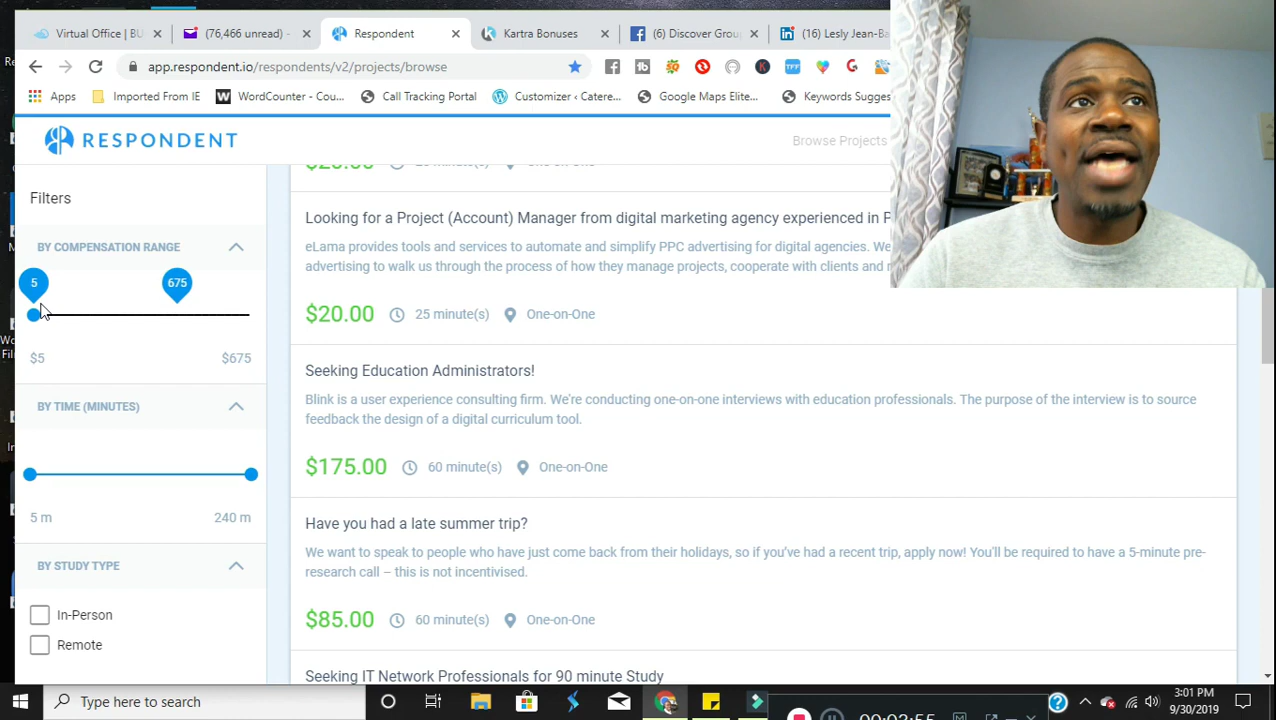 Virtual Office | BU
(76,466 unread) -
Respondent
Kartra Bonuses
(6) Discover Grou
(16) Lesly Jean-Ba
app.respondent.io/respondents/v2/projects/browse
Apps
Imported From IE
WordCounter - Cou...
Call Tracking Portal
Customizer ‹ Catere...
Google Maps Elite...
Keywords Sugges
RESPONDENT
Browse Projects
Filters
BY COMPENSATION RANGE
5
675
$5
$675
BY TIME (MINUTES)
5 m
240 m
BY STUDY TYPE
In-Person
Remote
One-on-One
Looking for a Project (Account) Manager from digital marketing agency experienced in P
eLama provides tools and services to automate and simplify PPC advertising for digital agencies. We
advertising to walk us through the process of how they manage projects, cooperate with clients and
$20.00 25 minute(s) One-on-One
Seeking Education Administrators!
Blink is a user experience consulting firm. We're conducting one-on-one interviews with education professionals. The purpose of the interview is to source
feedback the design of a digital curriculum tool.
$175.00 60 minute(s) One-on-One
Have you had a late summer trip?
We want to speak to people who have just come back from their holidays, so if you've had a recent trip, apply now! You'll be required to have a 5-minute pre-
research call – this is not incentivised.
$85.00 60 minute(s) One-on-One
Seeking IT Network Professionals for 90 minute Study
Type here to search
00:03:55
3:01 PM
9/30/2019